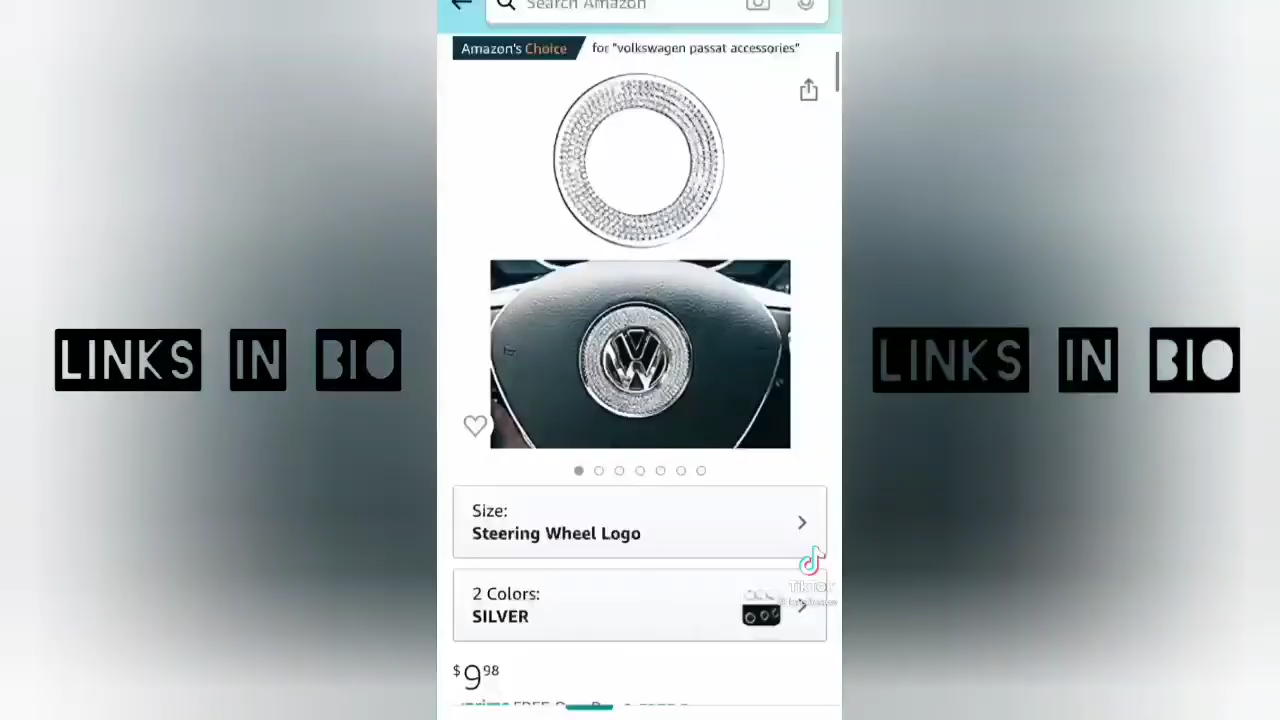 Search Amazon
Amazon's Choice for "volkswagen passat accessories"
LINKS IN BIO
LINKS IN BIO
Size:
Steering Wheel Logo
2 Colors:
SILVER
TikTok
$9.98